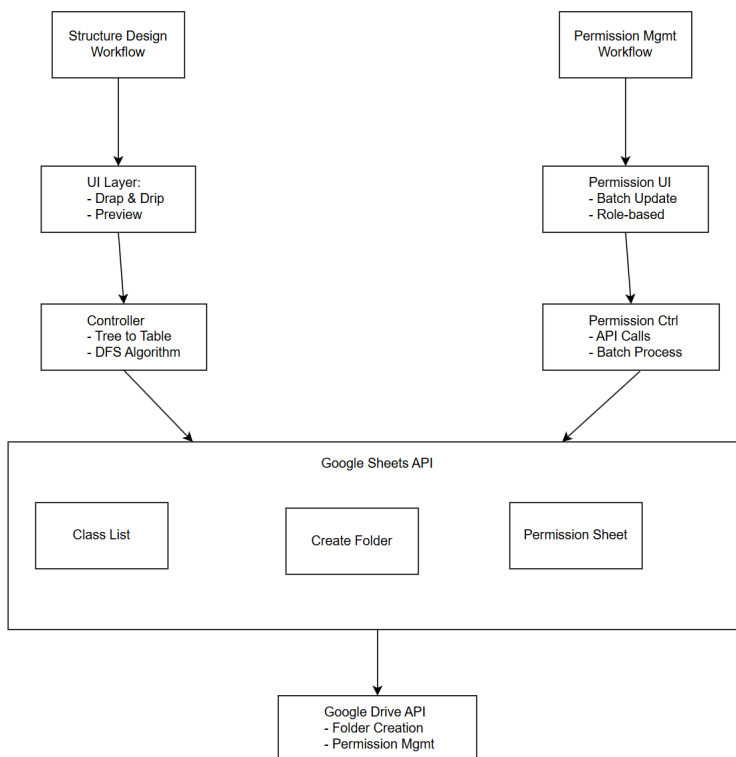 Structure Design
Workflow
Permission Mgmt
Workflow
UI Layer:
- Drap & Drip
- Preview
Permission UI
- Batch Update
- Role-based
Controller
- Tree to Table
- DFS Algorithm
Permission Ctrl
- API Calls
- Batch Process
Google Sheets API
Class List
Create Folder
Permission Sheet
Google Drive API
- Folder Creation
- Permission Mgmt